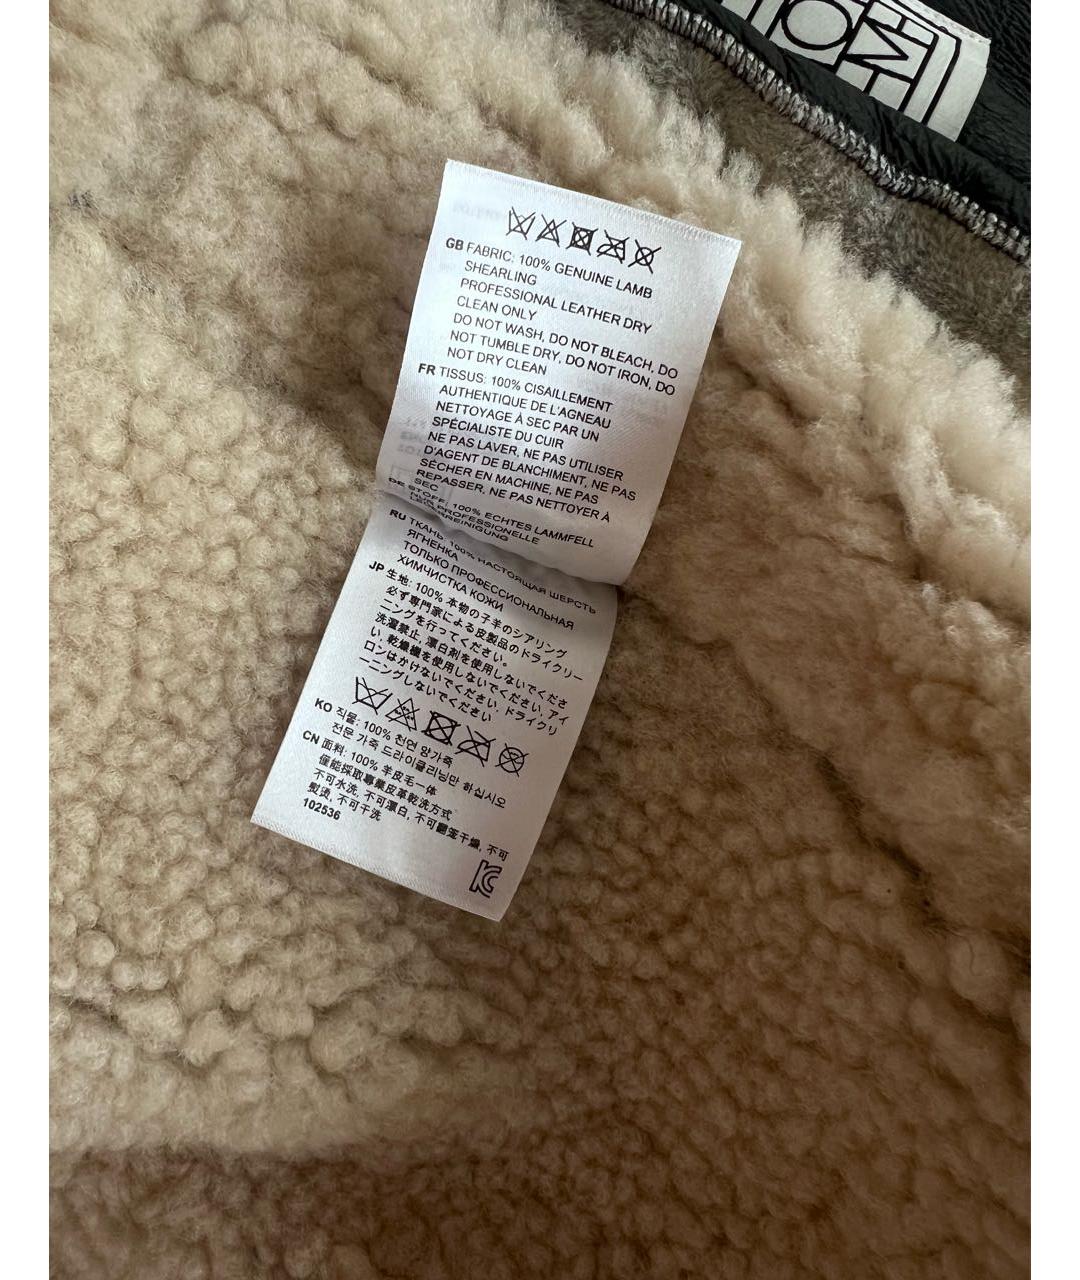 GB FABRIC: 100% GENUINE LAMB
SHEARLING
PROFESSIONAL LEATHER DRY
CLEAN ONLY
DO NOT WASH, DO NOT BLEACH, DO
NOT TUMBLE DRY, DO NOT IRON, DO
NOT DRY CLEAN
FR TISSUS: 100% CISAILLEMENT
AUTHENTIQUE DE L'AGNEAU
NETTOYAGE À SEC PAR UN
SPÉCIALISTE DU CUIR
NE PAS LAVER, NE PAS UTILISER
D'AGENT DE BLANCHIMENT, NE PAS
SÉCHER EN MACHINE, NE PAS
REPASSER, NE PAS NETTOYER À
SEC
DE STOFF: 100% ECHTES LAMMFELL
NUR PROFESSIONELLE
LEDERREINIGUNG
RU ТКАНЬ: 100% НАСТОЯЩАЯ ШЕРСТЬ
ЯГНЕНКА
ТОЛЬКО ПРОФЕССИОНАЛЬНАЯ
ХИМЧИСТКА КОЖИ
JP 生地: 100% 本物の子羊のシアリング
必ず専門家による皮製品のドライクリー
ニングを行ってください。
洗濯禁止, 漂白剤を使用しないでくださ
い, 乾燥機を使用しないでください, アイ
ロンはかけないでください, ドライクリ
ーニングしないでください
KO 직물: 100% 천연 양가죽
전문 가죽 드라이클리닝만 하십시오
CN 面料: 100% 羊皮毛一体
僅能採取專業皮革乾洗方式
不可水洗, 不可漂白, 不可翻笼干燥, 不可
熨烫, 不可干洗
102536